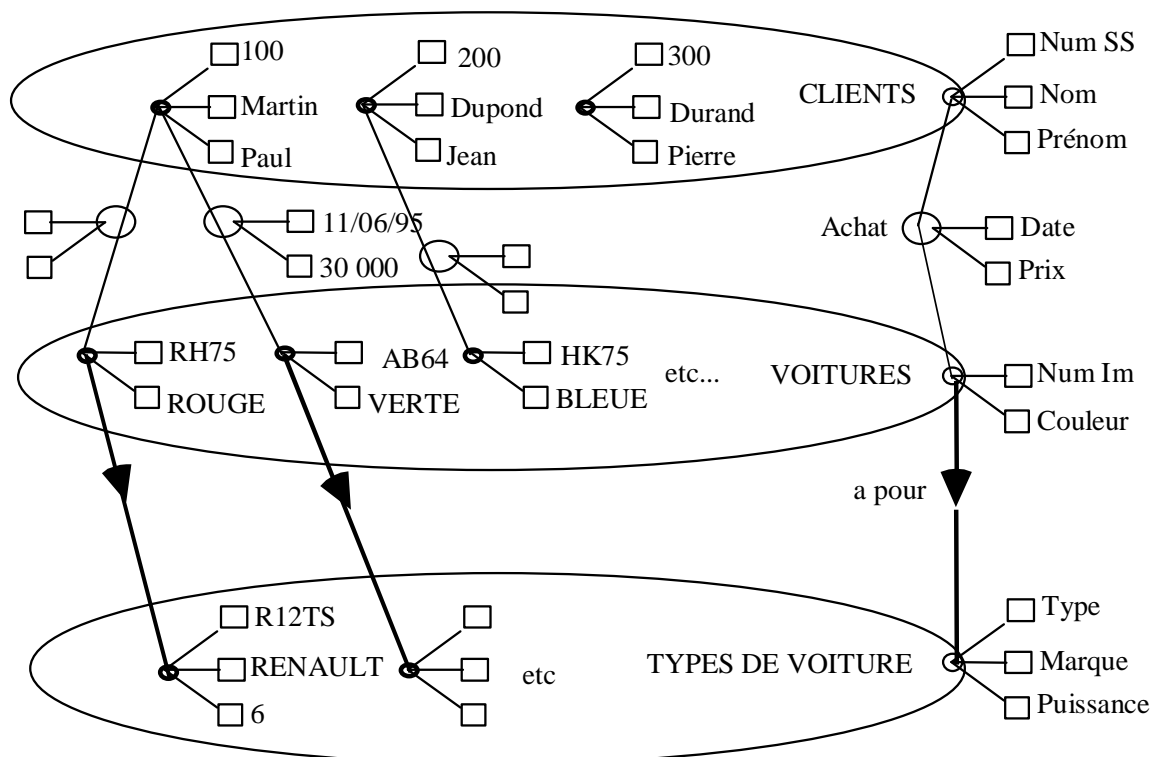 100 200 300 Num SS
Martin Dupond Durand CLIENTS Nom
Paul Jean Pierre Prénom
11/06/95 Achat Date
30 000 Prix
RH75 AB64 HK75 etc... VOITURES Num Im
ROUGE VERTE BLEUE Couleur
a pour
R12TS Type
RENAULT etc TYPES DE VOITURE Marque
6 Puissance